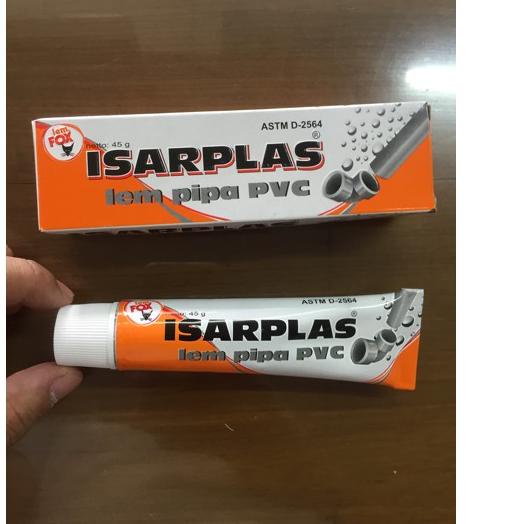 lem
FOX
netto: 45 g
ASTM D-2564
ISARPLAS®
lem pipa PVC
ISARPLAS
lem
FOX
45 g
ASTM D-2564
ISARPLAS®
lem pipa PVC